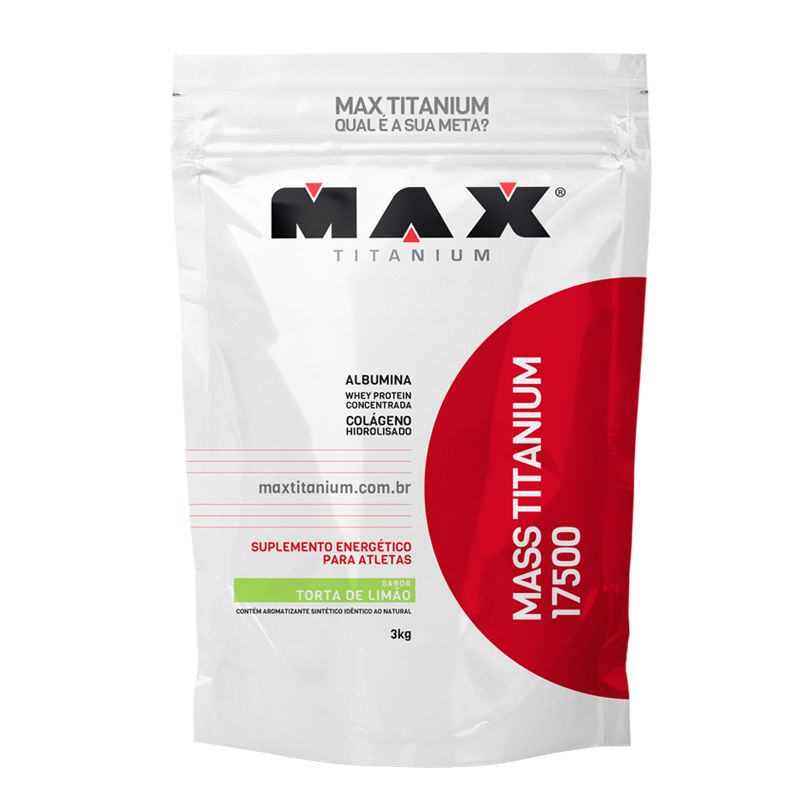 MAX TITANIUM
QUAL É A SUA META?
MAX®
TITANIUM
ALBUMINA
WHEY PROTEIN
CONCENTRADA
COLÁGENO
HIDROLISADO
maxtitanium.com.br
SUPLEMENTO ENERGÉTICO
PARA ATLETAS
SABOR
TORTA DE LIMÃO
CONTÉM AROMATIZANTE SINTÉTICO IDÊNTICO AO NATURAL
3kg
MASS TITANIUM
17500